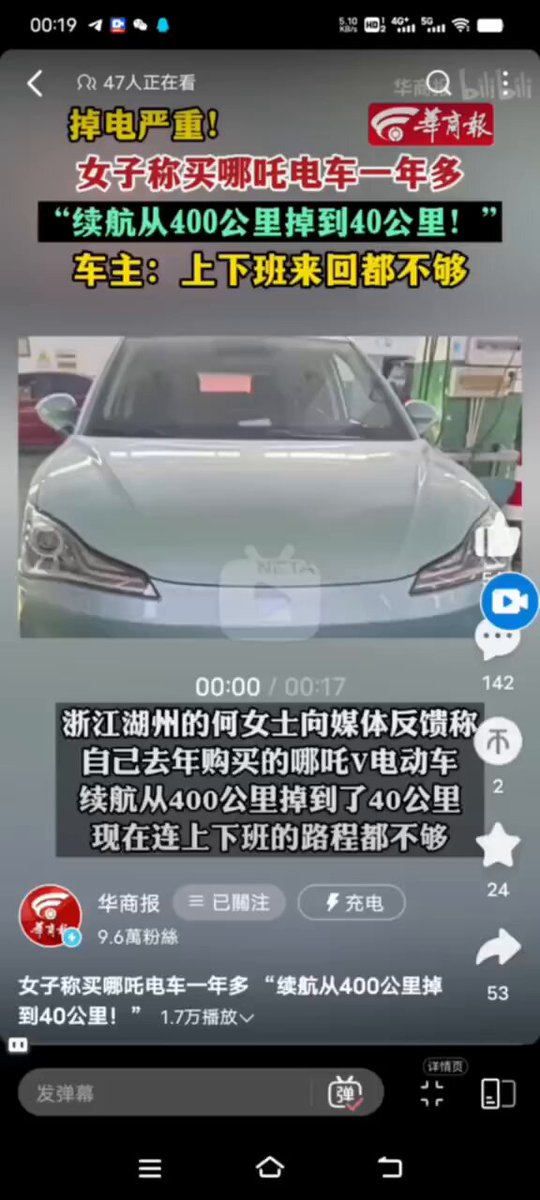 00:19
5.10
KB/s
HD 1 2
4G+
5G
47人正在看
华商报
bilibili
華商報
掉电严重！
女子称买哪吒电车一年多
“续航从400公里掉到40公里！”
车主：上下班来回都不够
NETA
00:00 / 00:17
142
浙江湖州的何女士向媒体反馈称
自己去年购买的哪吒V电动车
续航从400公里掉到了40公里
现在连上下班的路程都不够
2
24
53
华商报
已關注
充电
9.6萬粉絲
女子称买哪吒电车一年多 “续航从400公里掉
到40公里！” 1.7万播放
详情页
发弹幕
弹